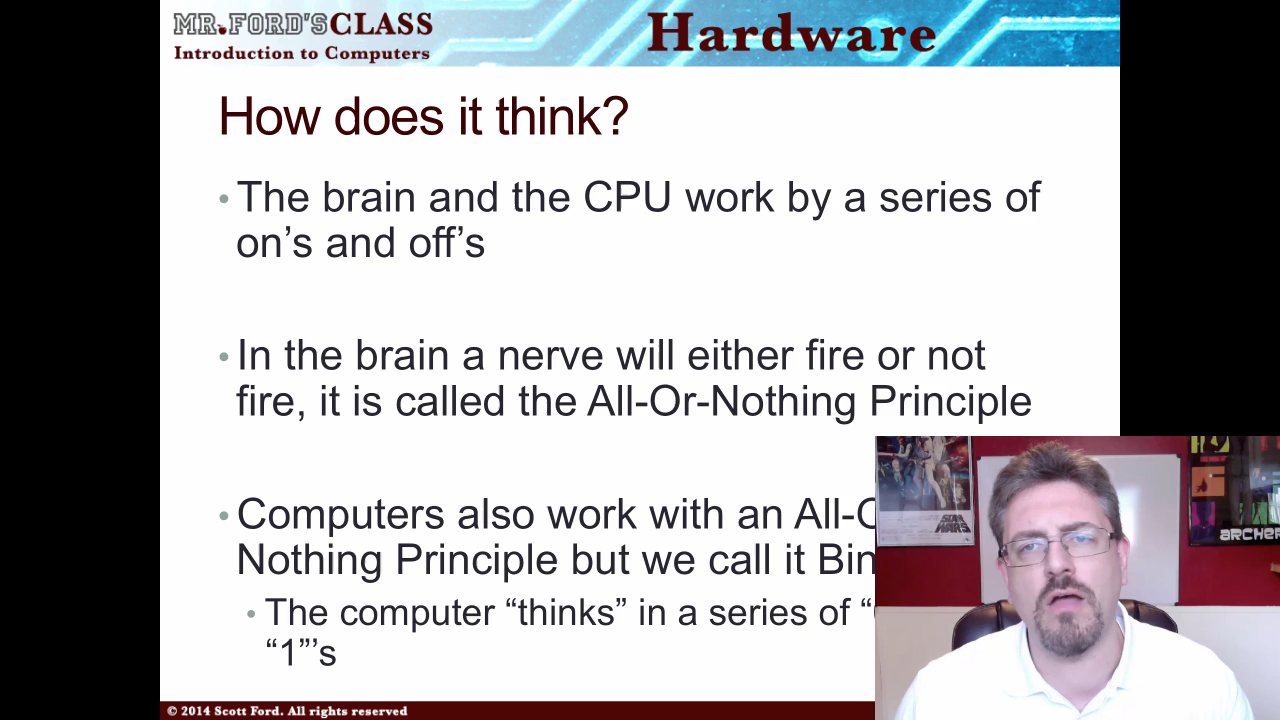 MR.FORD'S CLASS
Introduction to Computers
Hardware
How does it think?
• The brain and the CPU work by a series of
on’s and off’s
• In the brain a nerve will either fire or not
fire, it is called the All-Or-Nothing Principle
• Computers also work with an
Nothing Principle but we call it
• The computer “thinks” in a series of
“1”’s
STAR
WARS
ARCHER
© 2014 Scott Ford. All rights reserved